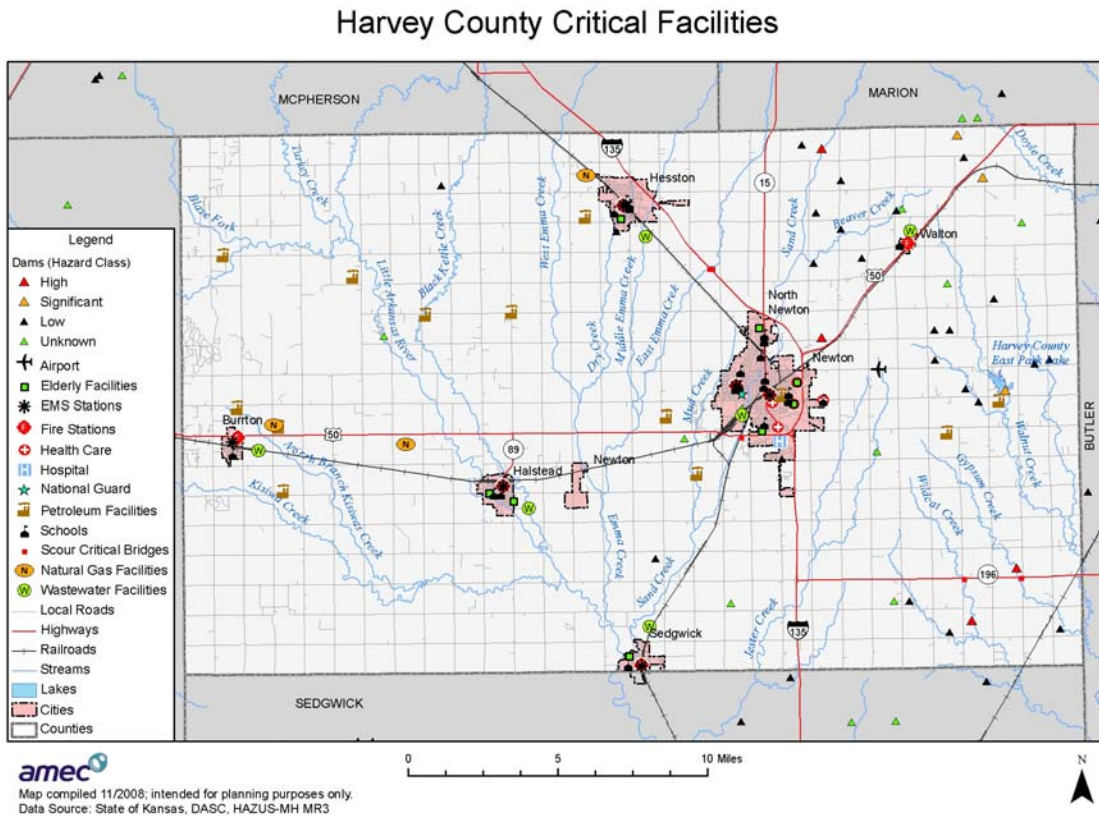 Harvey County Critical Facilities
MCPHERSON
MARION
135
Hesston
15
Turkey Creek
Blaze Fork
Black Kettle Creek
Little Arkansas River
West Emma Creek
Dry Creek
Middle Emma Creek
East Emma Creek
Sand Creek
Beaver Creek
Doyle Creek
Walton
50
North
Newton
Newton
Harvey County
East Park Lake
Mud Creek
Walnut Creek
Gypsum Creek
Wildcat Creek
BUTLER
Burrton
50
89
Halstead
Newton
North Branch Kisiwas Creek
Kisiwa Creek
Emma Creek
Sand Creek
196
Sedgwick
Jester Creek
135
SEDGWICK
Legend
Dams (Hazard Class)
High
Significant
Low
Unknown
Airport
Elderly Facilities
EMS Stations
F Fire Stations
Health Care
H Hospital
National Guard
Petroleum Facilities
Schools
Scour Critical Bridges
N Natural Gas Facilities
W Wastewater Facilities
Local Roads
Highways
Railroads
Streams
Lakes
Cities
Counties
0 5 10 Miles
N
amec
Map compiled 11/2008; intended for planning purposes only.
Data Source: State of Kansas, DASC, HAZUS-MH MR3